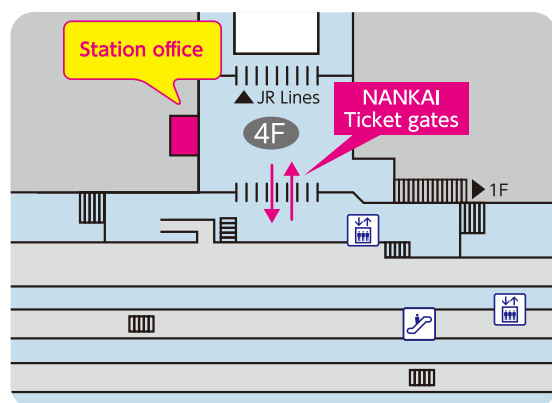 Station office
▲ JR Lines
NANKAI
Ticket gates
4F
▶ 1F